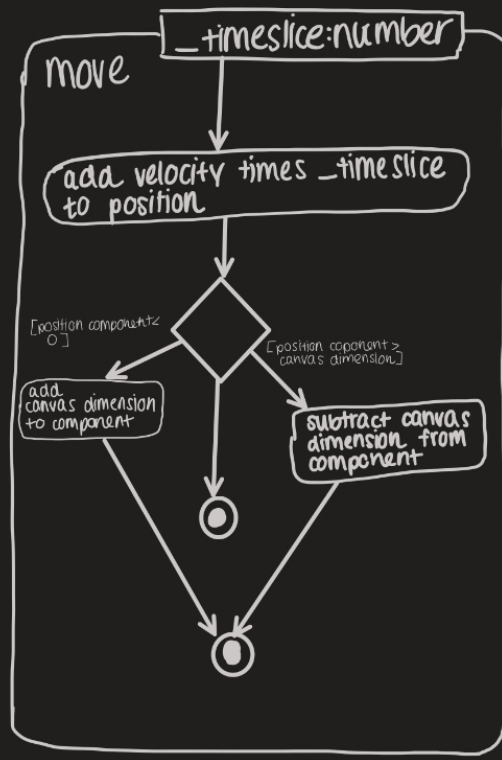 _timeslice:number
move
add velocity times _timeslice
to position
[position component<
0]
[position coponent>
canvas dimension]
add
canvas dimension
to component
subtract canvas
dimension from
component